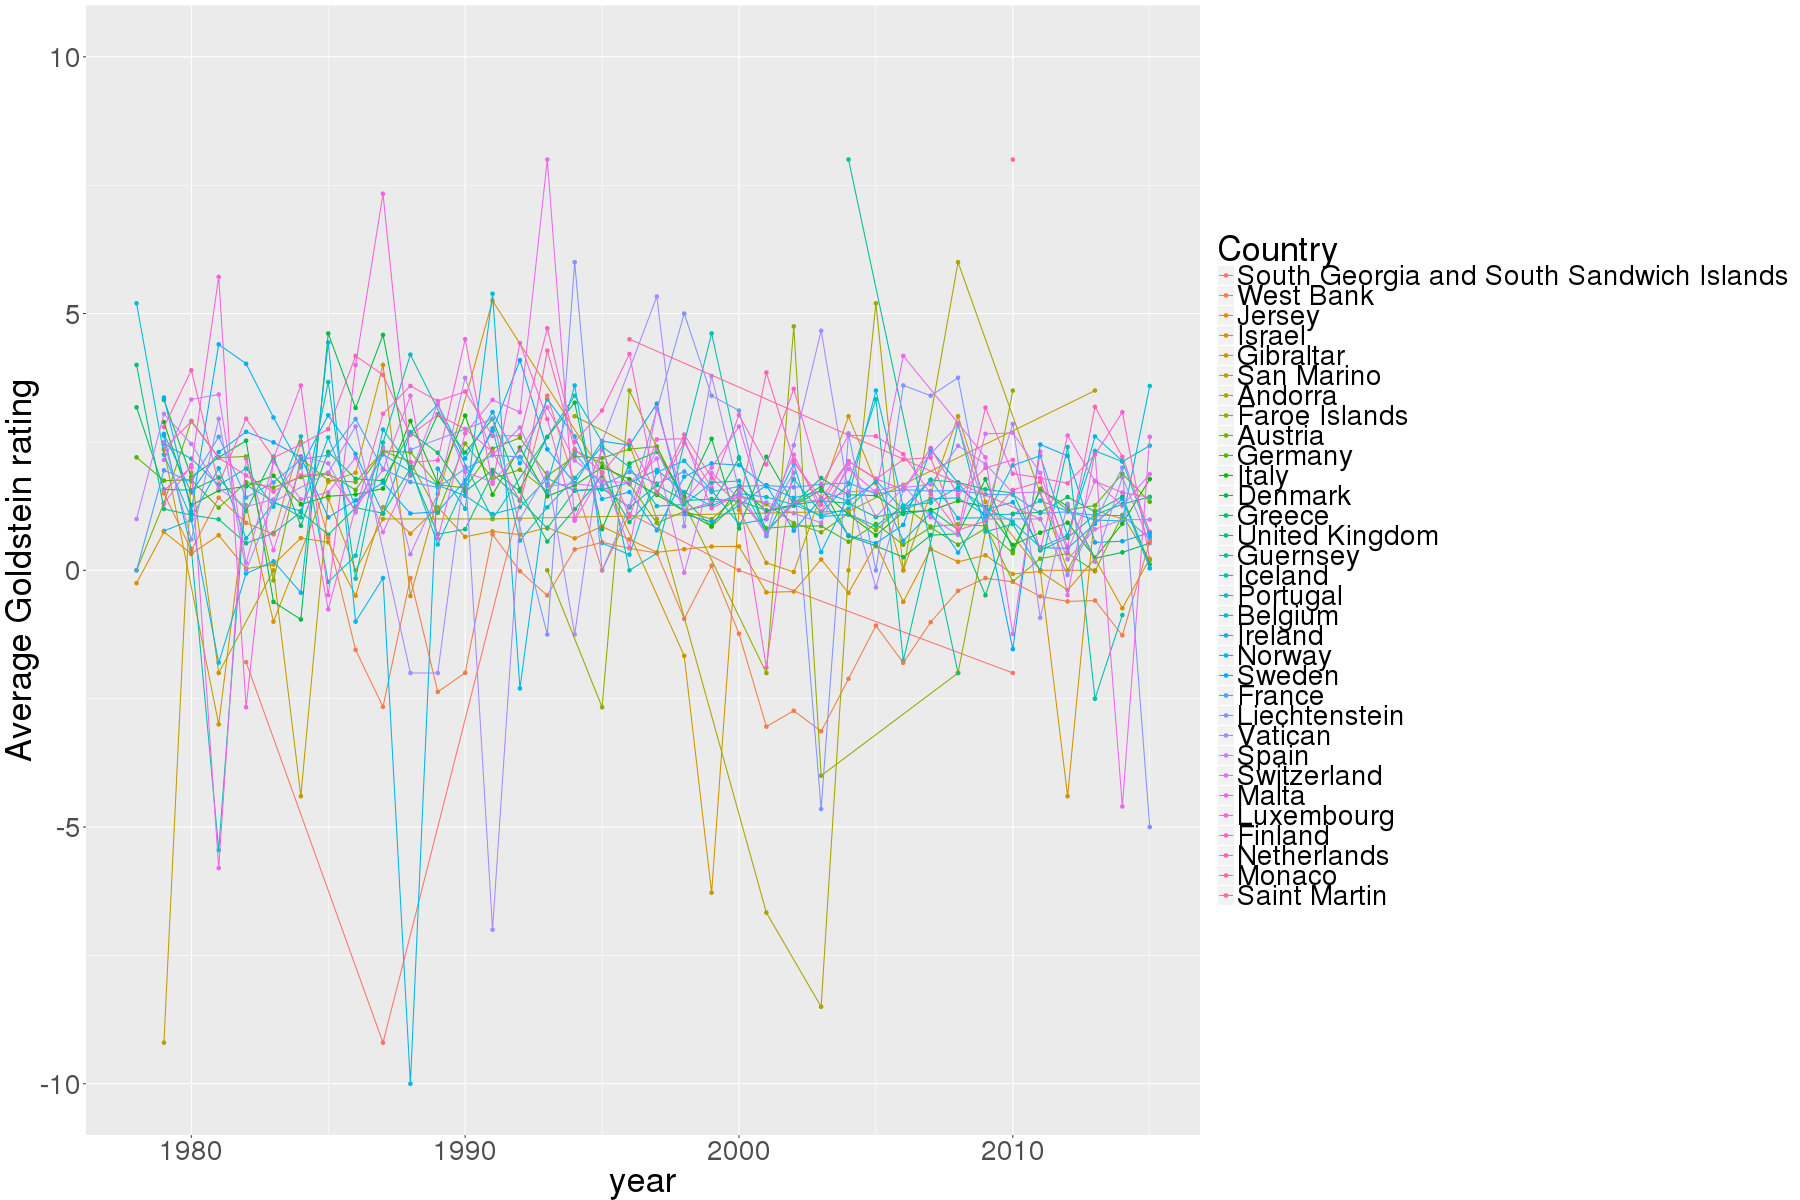 10
5
0
-5
-10
Average Goldstein rating
1980
1990
2000
2010
year
Country
South Georgia and South Sandwich Islands
West Bank
Jersey
Israel
Gibraltar
San Marino
Andorra
Faroe Islands
Austria
Germany
Italy
Denmark
Greece
United Kingdom
Guernsey
Iceland
Portugal
Belgium
Ireland
Norway
Sweden
France
Liechtenstein
Vatican
Spain
Switzerland
Malta
Luxembourg
Finland
Netherlands
Monaco
Saint Martin